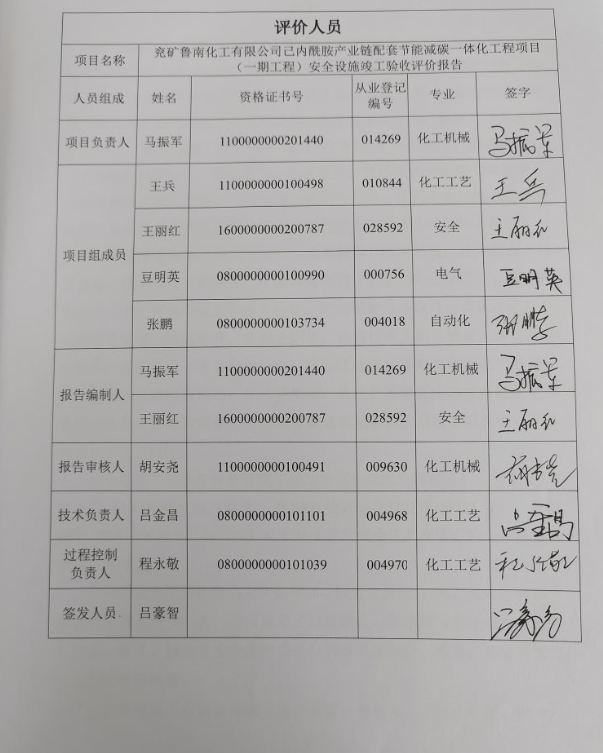 评价人员
项目名称 兖矿鲁南化工有限公司己内酰胺产业链配套节能减碳一体化工程项目
（一期工程）安全设施竣工验收评价报告
人员组成 姓名 资格证书号 从业登记编号 专业 签字
项目负责人 马振军 1100000000201440 014269 化工机械 马振军
项目组成员 王兵 1100000000100498 010844 化工工艺 王兵
王丽红 1600000000200787 028592 安全 王丽红
豆明英 0800000000100990 000756 电气 豆明英
张鹏 0800000000103734 004018 自动化 张鹏
报告编制人 马振军 1100000000201440 014269 化工机械 马振军
王丽红 1600000000200787 028592 安全 王丽红
报告审核人 胡安尧 1100000000100491 009630 化工机械 胡安尧
技术负责人 吕金昌 0800000000101101 004968 化工工艺 吕金昌
过程控制负责人 程永敬 0800000000101039 004970 化工工艺 程永敬
签发人员 吕豪智